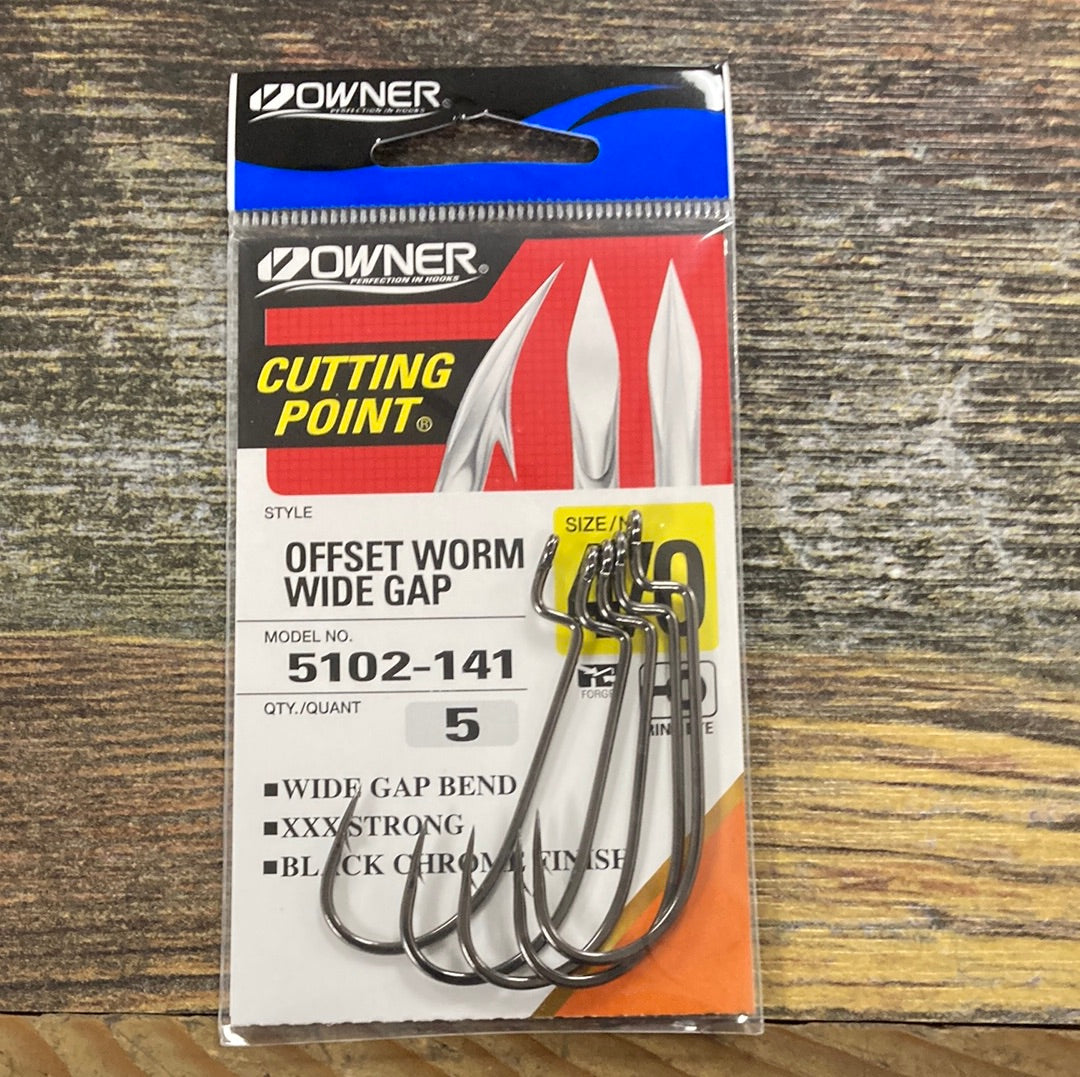 OWNER®
PERFECTION IN HOOKS
OWNER®
PERFECTION IN HOOKS
CUTTING
POINT®
STYLE
OFFSET WORM
WIDE GAP
SIZE/N
MODEL NO.
5102-141
QTY./QUANT
5
■WIDE GAP BEND
■XXX STRONG
■BLACK CHROME FINISH